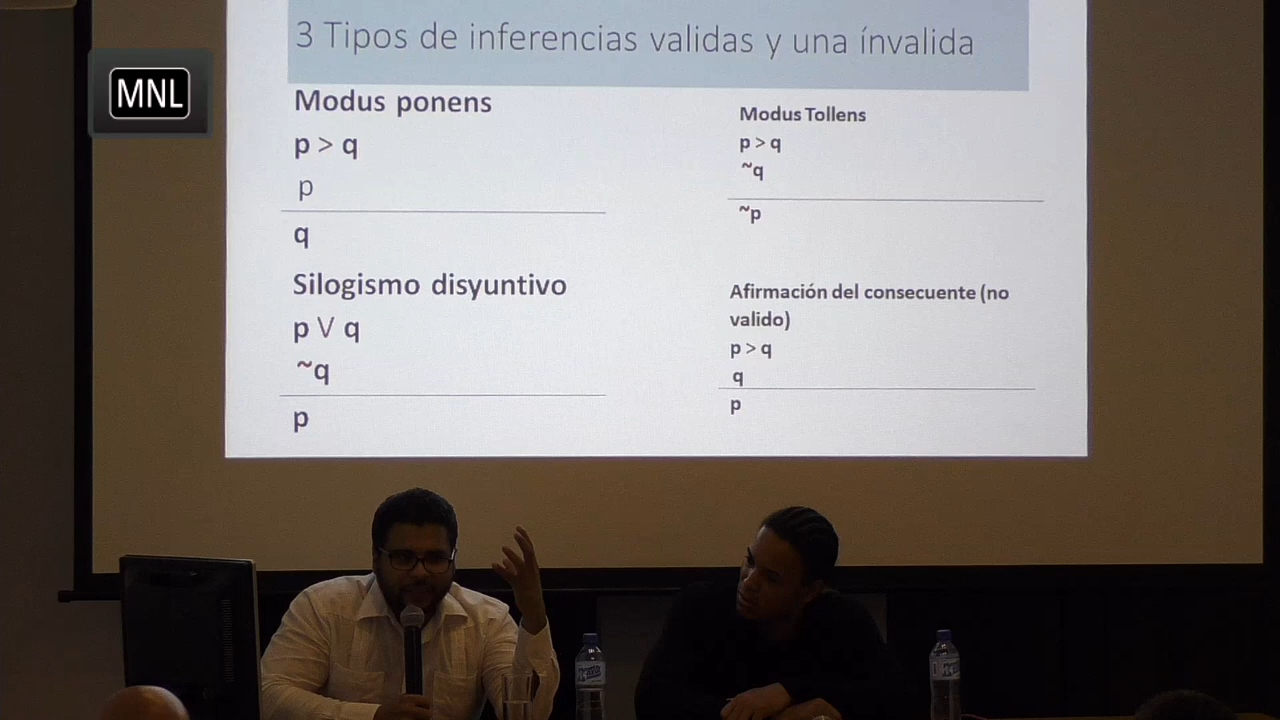 3 Tipos de inferencias validas y una ínvalida
MNL
Modus ponens
p > q
p
q
Modus Tollens
p > q
~q
~p
Silogismo disyuntivo
p V q
~q
p
Afirmación del consecuente (no
valido)
p > q
q
p